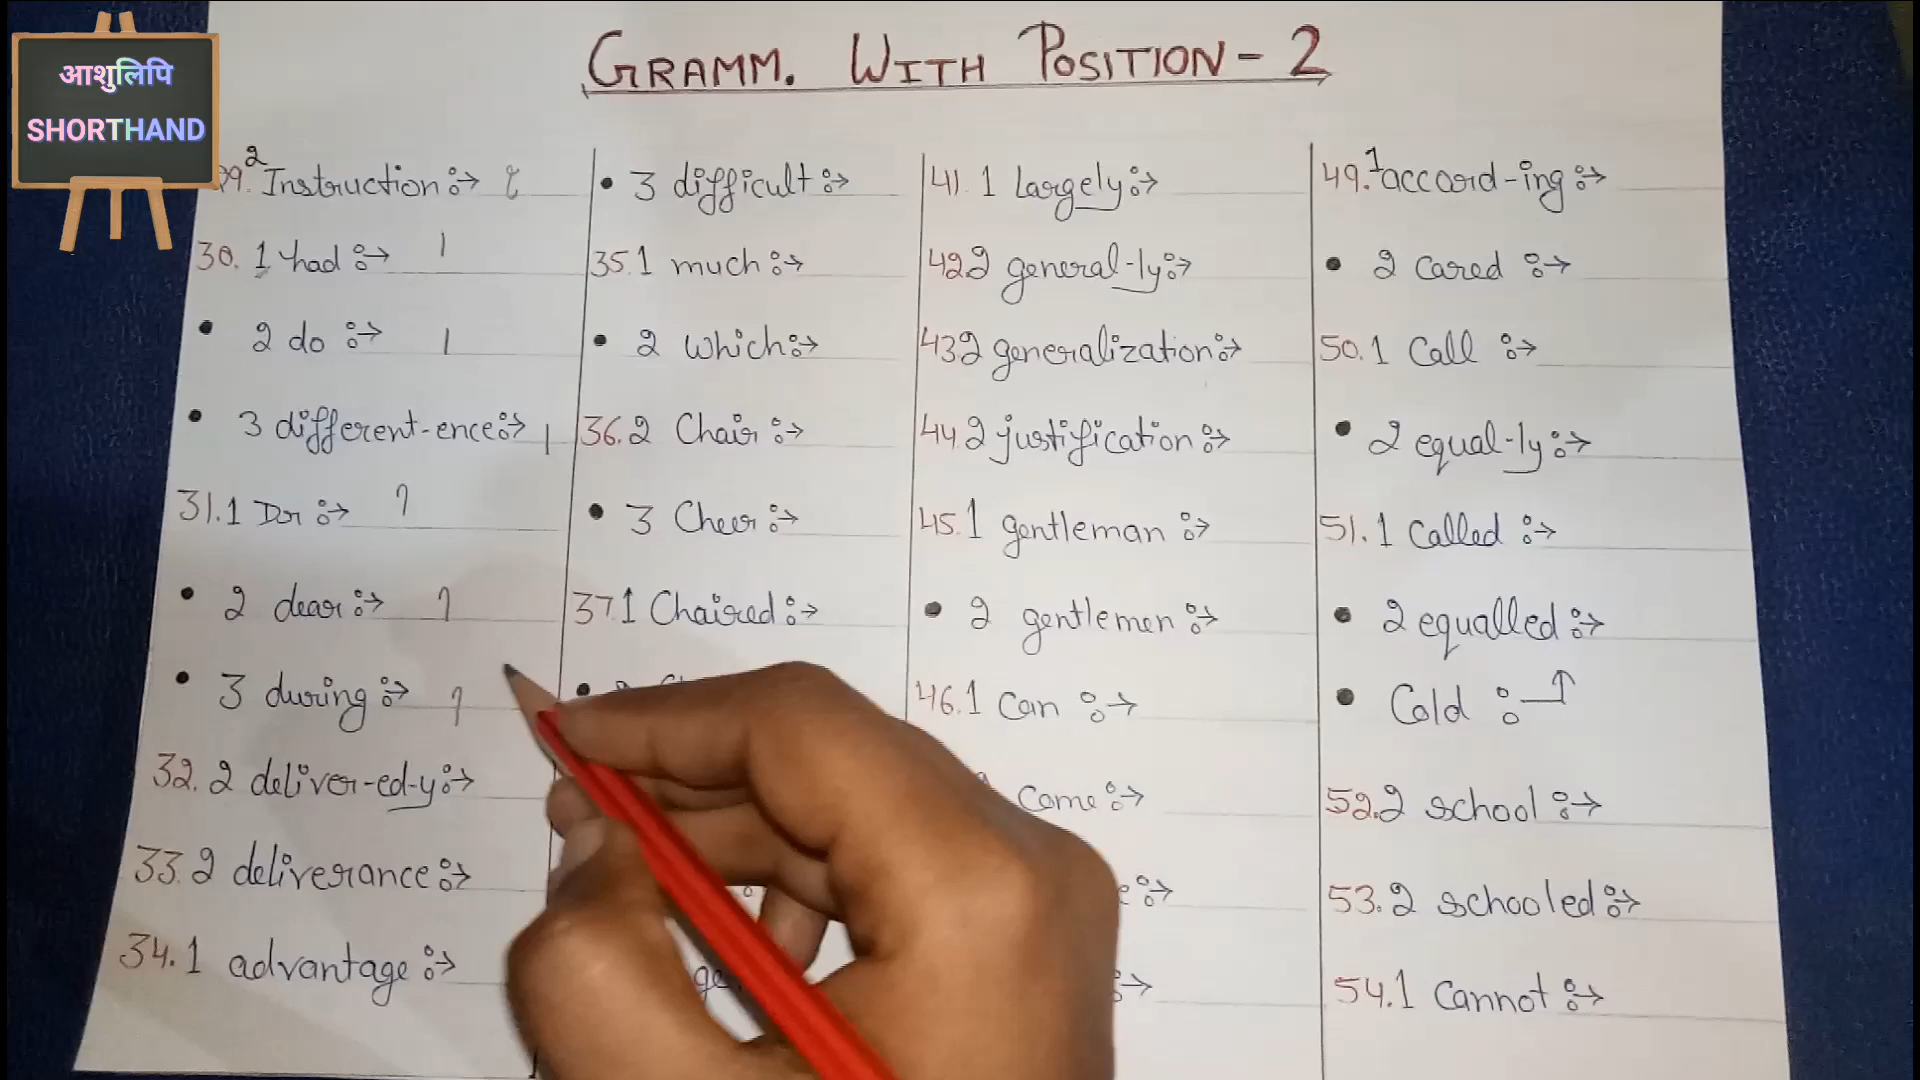 आशुलिपि
SHORTHAND
GRAMM. WITH POSITION - 2
29. 2 Instruction :→
30. 1 had :→
• 2 do :→
• 3 different-ence :→
31. 1 Dr :→
• 2 dear :→
• 3 during :→
32. 2 deliver-ed-y :→
33. 2 deliverance :→
34. 1 advantage :→
• 3 difficult :→
35. 1 much :→
• 2 which :→
36. 2 Chair :→
• 3 Cheer :→
37. 1 Chaired :→
41. 1 Largely :→
42. 2 general-ly :→
43. 2 generalization :→
44. 2 justification :→
45. 1 gentleman :→
• 2 gentlemen :→
46. 1 Can :→
Come :→
49. 1 accord-ing :→
• 2 Cared :→
50. 1 Call :→
• 2 equal-ly :→
51. 1 Called :→
• 2 equalled :→
• Cold :→
52. 2 school :→
53. 2 schooled :→
54. 1 Cannot :→